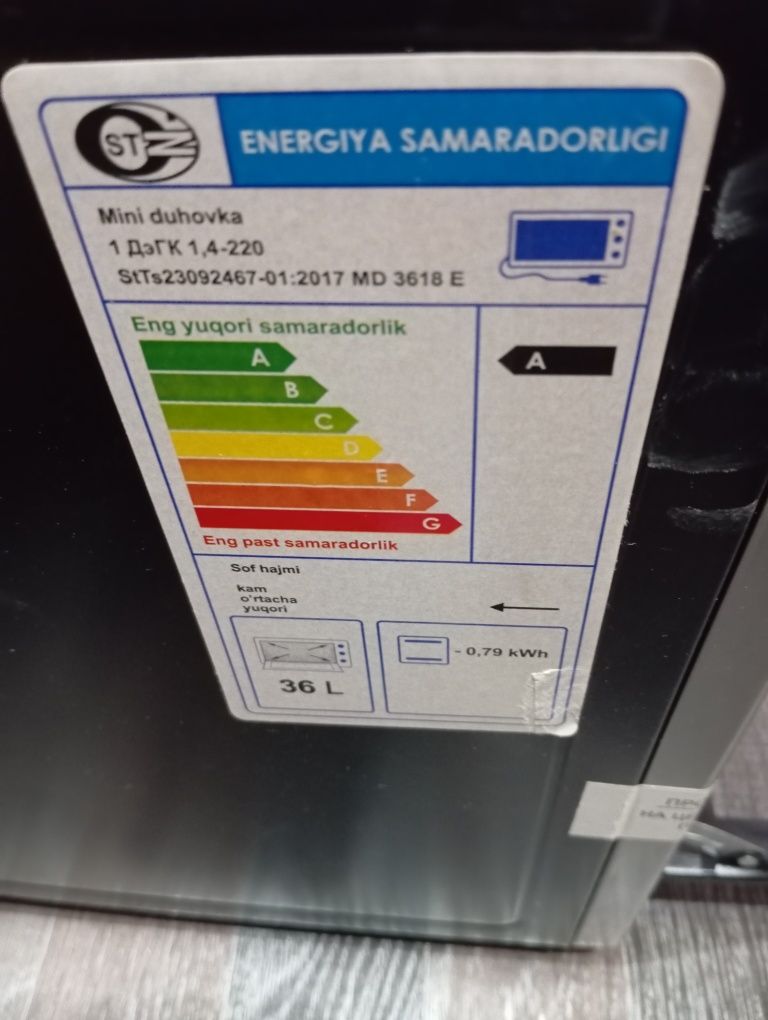 ST
ENERGIYA SAMARADORLIGI
Mini duhovka
1 ДэГК 1,4-220
StTs23092467-01:2017 MD 3618 E
Eng yuqori samaradorlik
A
A
B
C
D
E
F
G
Eng past samaradorlik
Sof hajmi
kam
o'rtacha
yuqori
36 L
- 0,79 kWh
НА